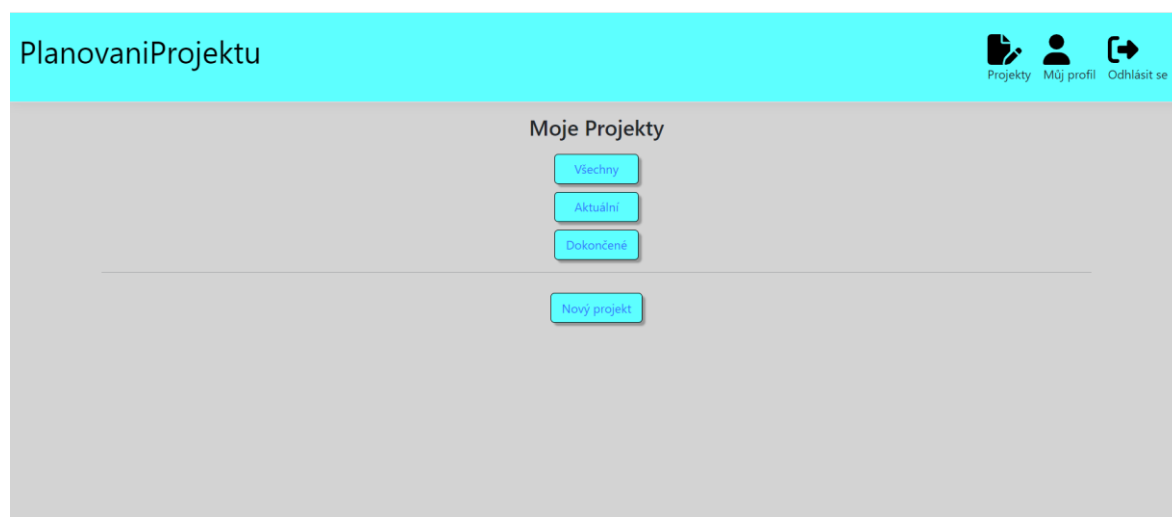 PlanovaniProjektu
Projekty Můj profil Odhlásit se
Moje Projekty
Všechny
Aktuální
Dokončené
Nový projekt